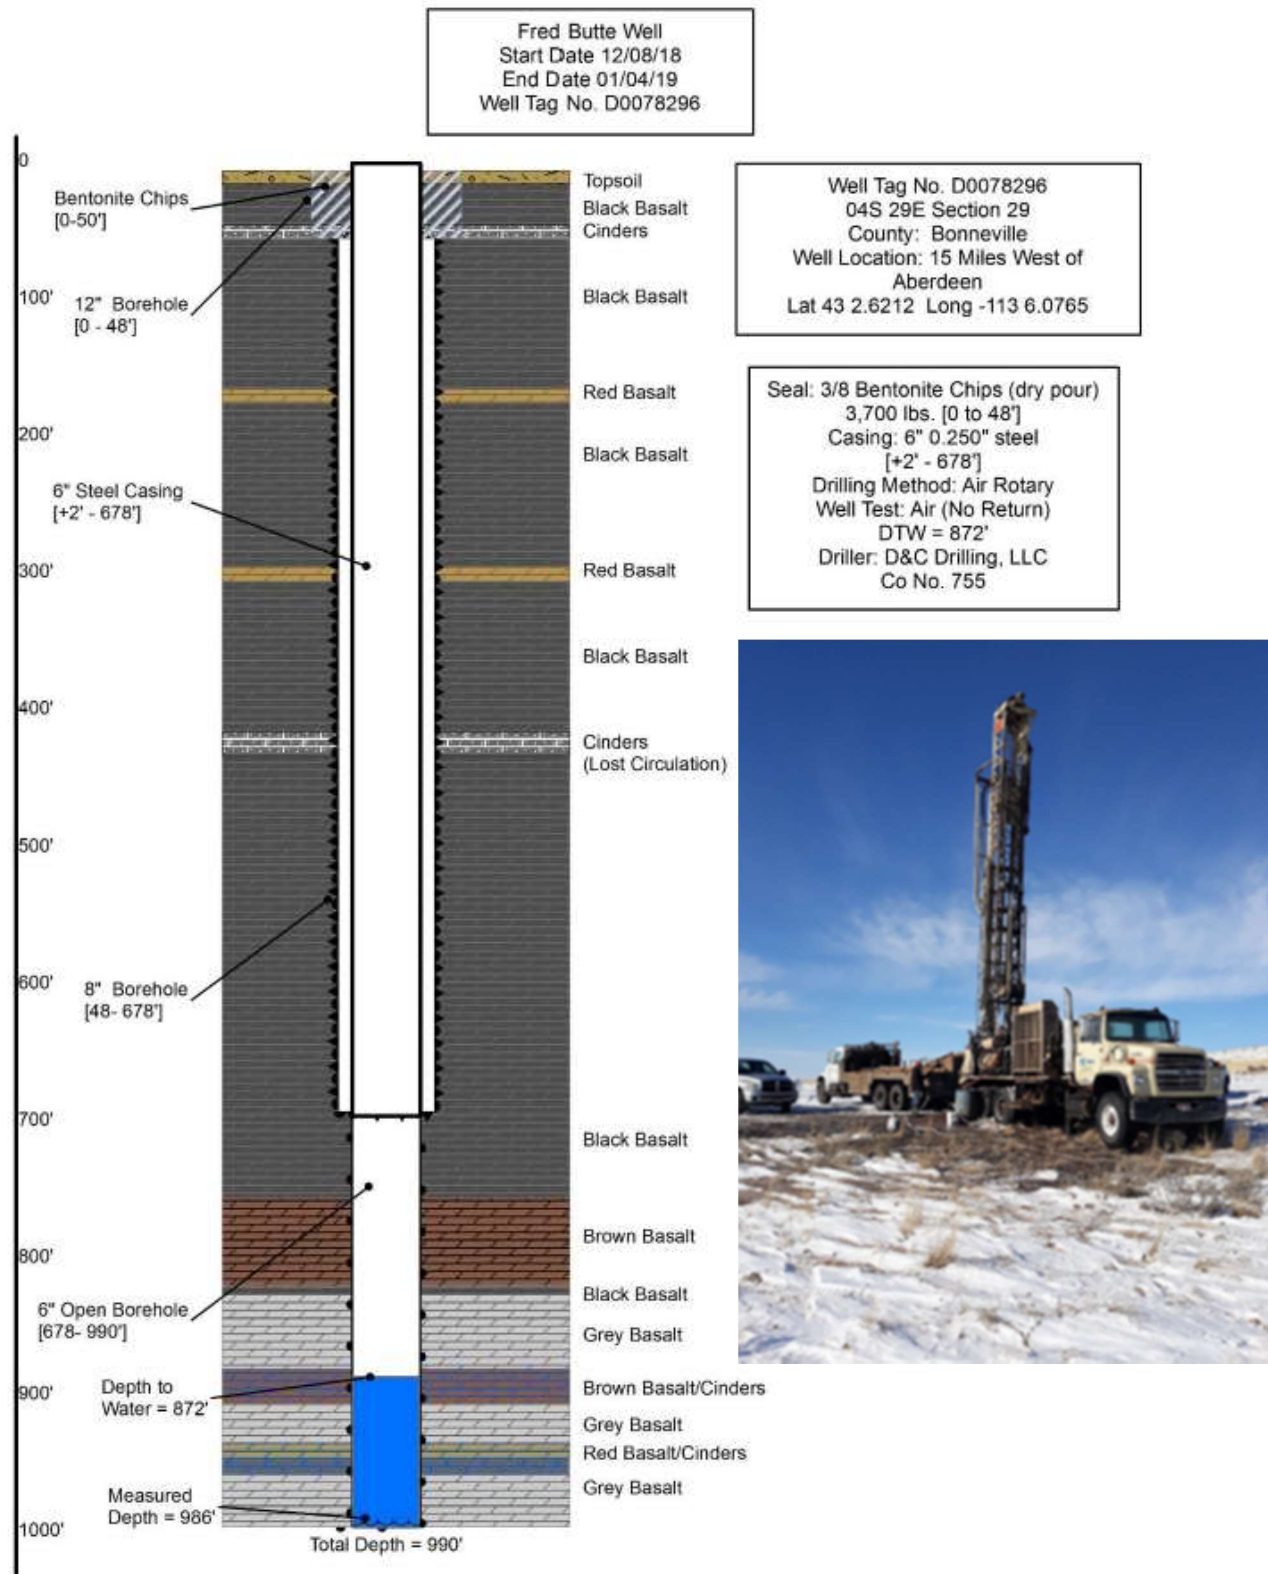 Fred Butte Well
Start Date 12/08/18
End Date 01/04/19
Well Tag No. D0078296
Well Tag No. D0078296
04S 29E Section 29
County: Bonneville
Well Location: 15 Miles West of
Aberdeen
Lat 43 2.6212 Long -113 6.0765
Seal: 3/8 Bentonite Chips (dry pour)
3,700 lbs. [0 to 48']
Casing: 6" 0.250" steel
[+2' - 678']
Drilling Method: Air Rotary
Well Test: Air (No Return)
DTW = 872'
Driller: D&C Drilling, LLC
Co No. 755
0
100'
200'
300'
400'
500'
600'
700'
800'
900'
1000'
Bentonite Chips
[0-50']
12" Borehole
[0 - 48']
6" Steel Casing
[+2' - 678']
8" Borehole
[48- 678']
6" Open Borehole
[678- 990']
Depth to
Water = 872'
Measured
Depth = 986'
Total Depth = 990'
Topsoil
Black Basalt
Cinders
Black Basalt
Red Basalt
Black Basalt
Red Basalt
Black Basalt
Cinders
(Lost Circulation)
Black Basalt
Brown Basalt
Black Basalt
Grey Basalt
Brown Basalt/Cinders
Grey Basalt
Red Basalt/Cinders
Grey Basalt